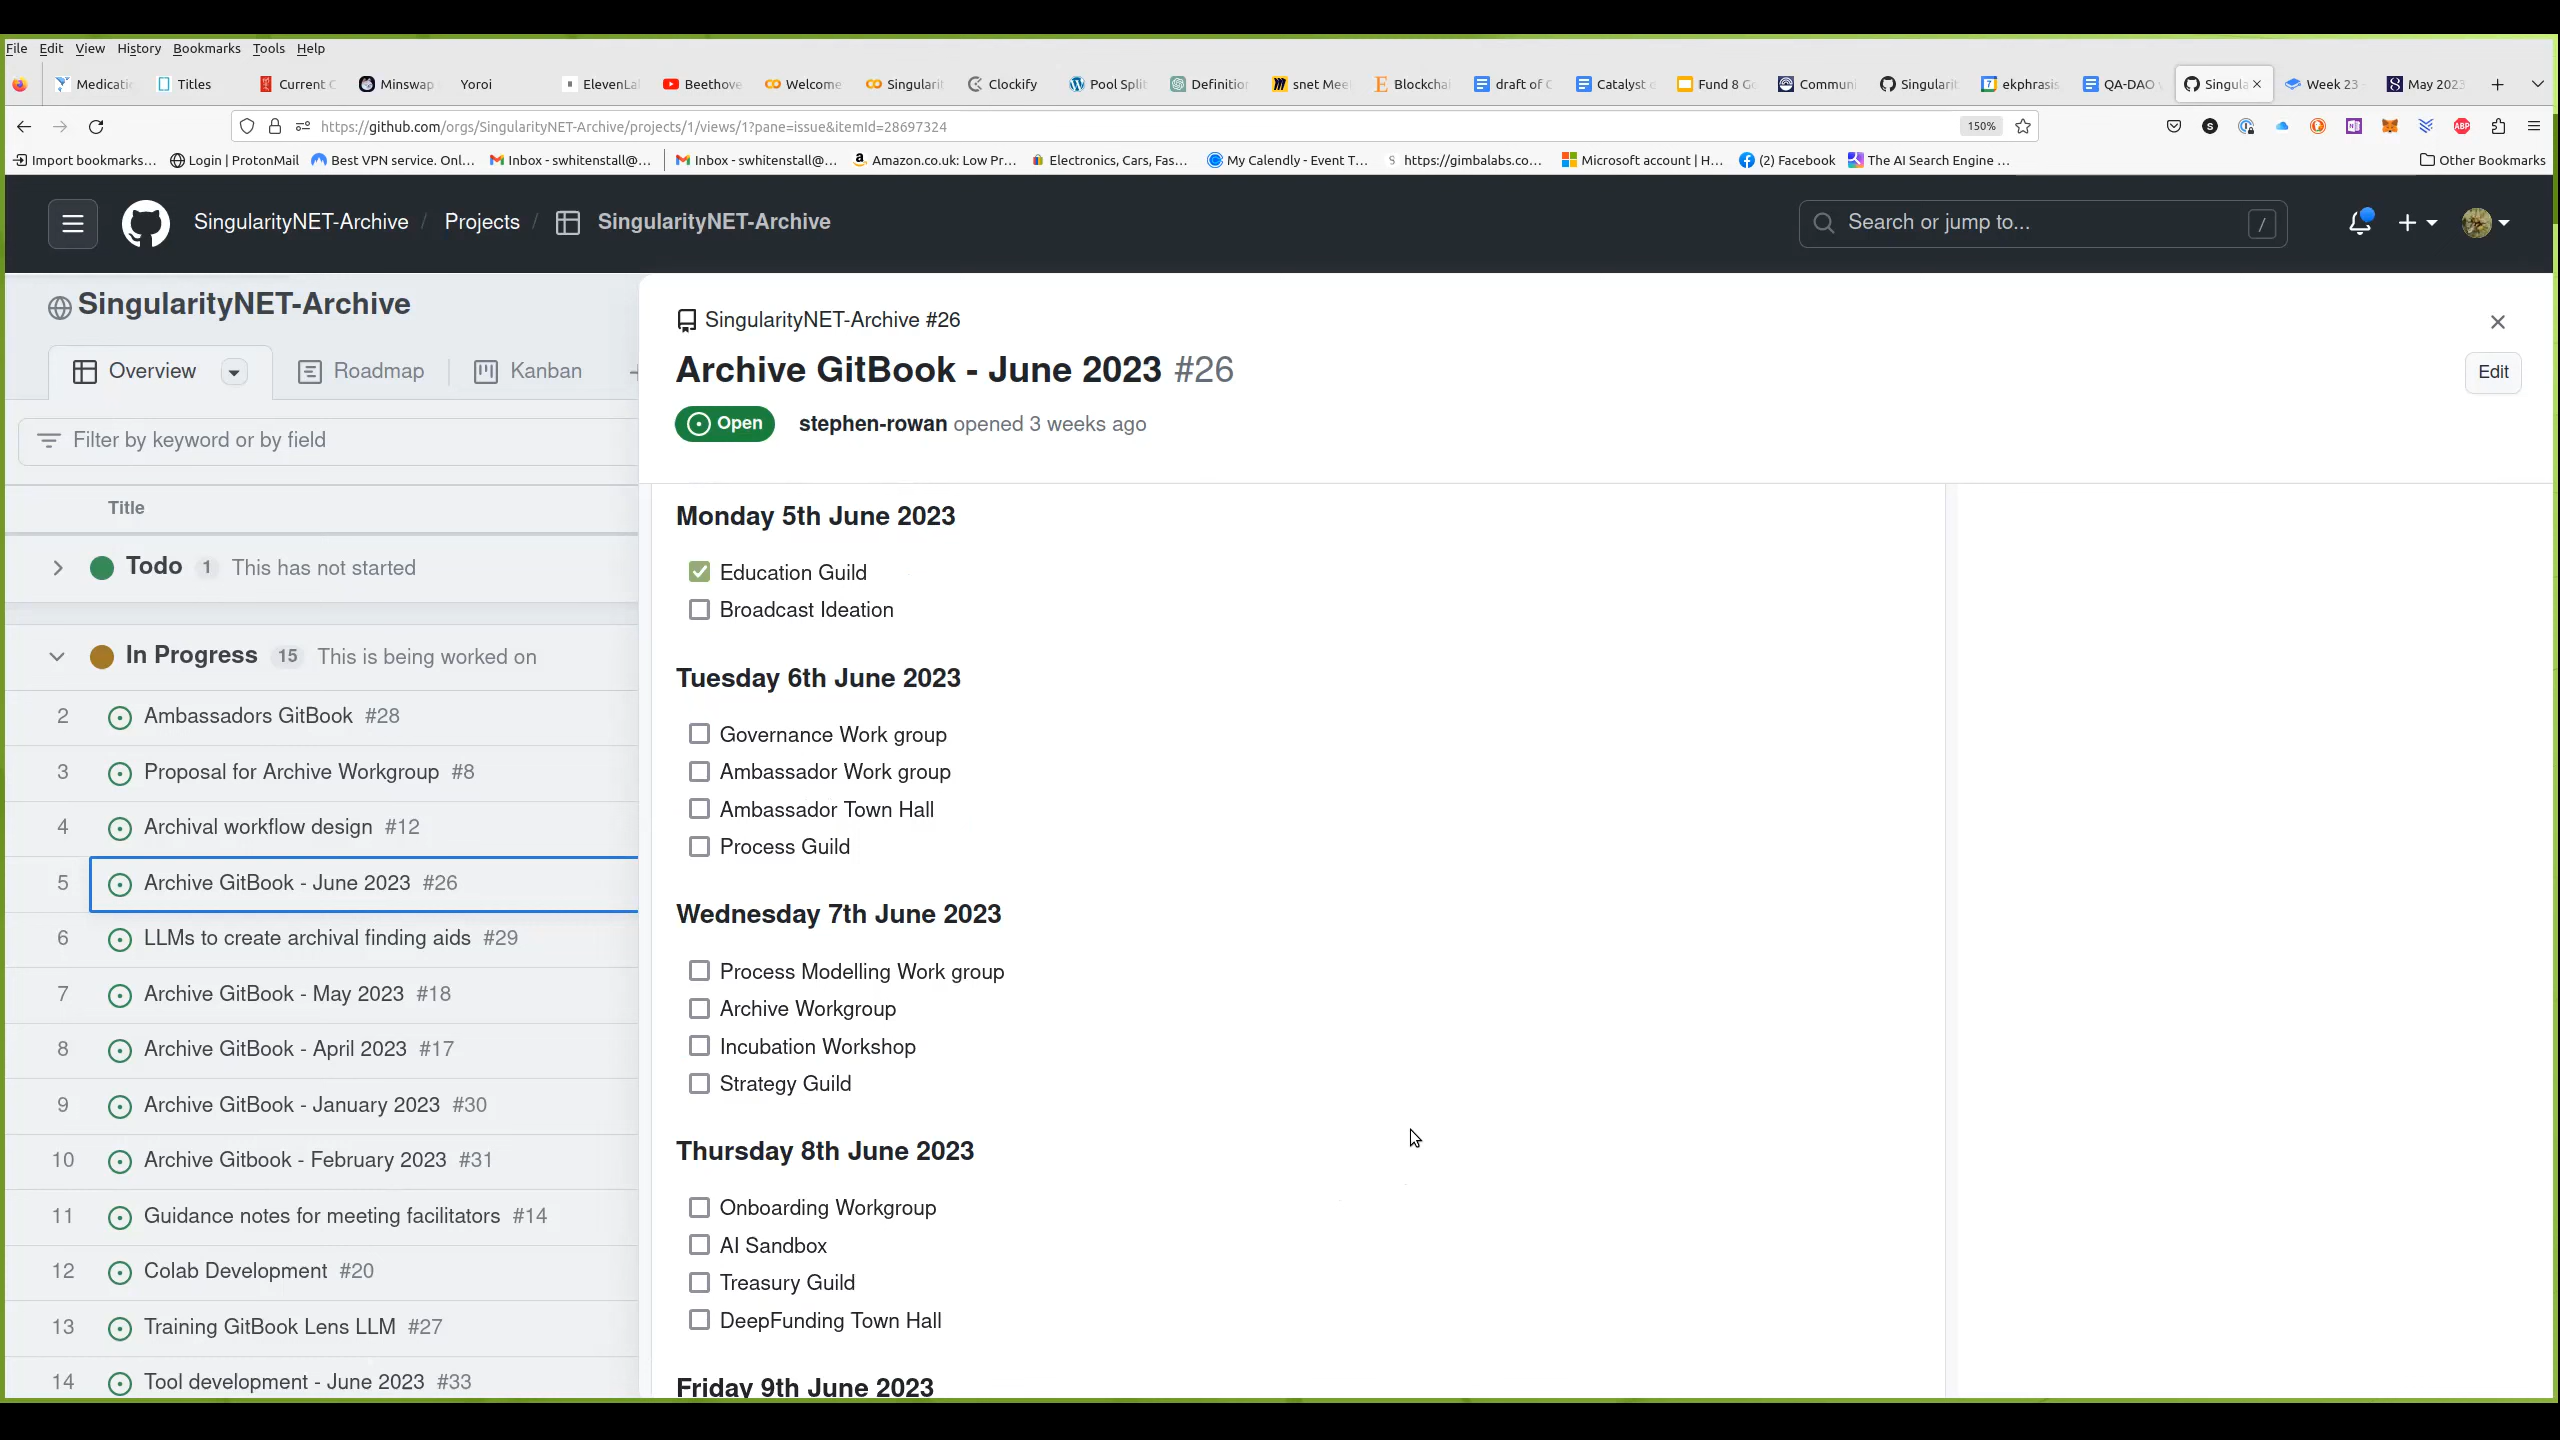 File Edit View History Bookmarks Tools Help
Medicati Titles Current C Minswap Yoroi ElevenLa Beethove Welcome Singularit Clockify Pool Split Definition snet Mee Blockchai draft of C Catalyst Fund 8 Go Communi Singularit ekphrasis QA-DAO Singula Week 23 May 2023
https://github.com/orgs/SingularityNET-Archive/projects/1/views/1?pane=issue&itemId=28697324 150%
Import bookmarks... Login | ProtonMail Best VPN service. Onl... Inbox - swhitenstall@... Inbox - swhitenstall@... Amazon.co.uk: Low Pr... Electronics, Cars, Fas... My Calendly - Event T... https://gimbalabs.co... Microsoft account | H... (2) Facebook The AI Search Engine ... Other Bookmarks
SingularityNET-Archive / Projects / SingularityNET-Archive Search or jump to... /
SingularityNET-Archive
Overview Roadmap Kanban
Filter by keyword or by field
Title
Todo 1 This has not started
In Progress 15 This is being worked on
2 Ambassadors GitBook #28
3 Proposal for Archive Workgroup #8
4 Archival workflow design #12
5 Archive GitBook - June 2023 #26
6 LLMs to create archival finding aids #29
7 Archive GitBook - May 2023 #18
8 Archive GitBook - April 2023 #17
9 Archive GitBook - January 2023 #30
10 Archive Gitbook - February 2023 #31
11 Guidance notes for meeting facilitators #14
12 Colab Development #20
13 Training GitBook Lens LLM #27
14 Tool development - June 2023 #33
SingularityNET-Archive #26
Archive GitBook - June 2023 #26
Edit
Open stephen-rowan opened 3 weeks ago
Monday 5th June 2023
Education Guild
Broadcast Ideation
Tuesday 6th June 2023
Governance Work group
Ambassador Work group
Ambassador Town Hall
Process Guild
Wednesday 7th June 2023
Process Modelling Work group
Archive Workgroup
Incubation Workshop
Strategy Guild
Thursday 8th June 2023
Onboarding Workgroup
AI Sandbox
Treasury Guild
DeepFunding Town Hall
Friday 9th June 2023